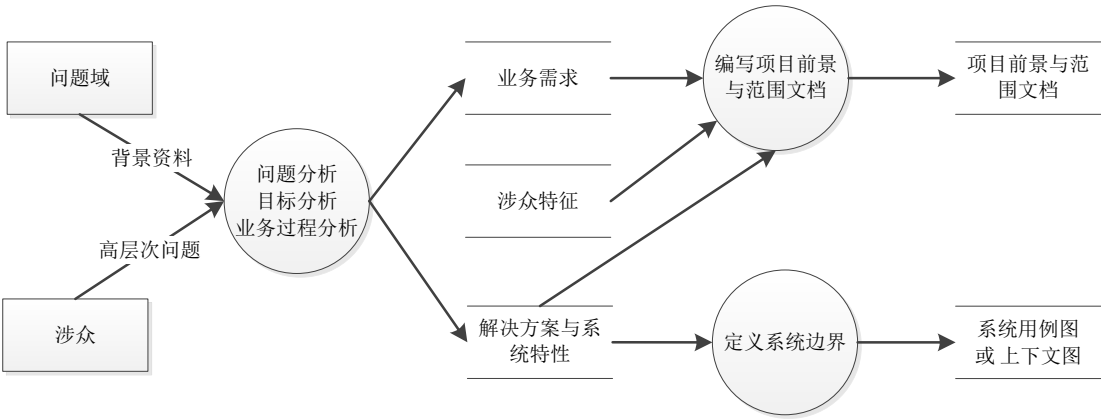 问题域
背景资料
高层次问题
涉众
问题分析
目标分析
业务过程分析
业务需求
涉众特征
解决方案与系
统特性
编写项目前景
与范围文档
定义系统边界
项目前景与范
围文档
系统用例图
或 上下文图